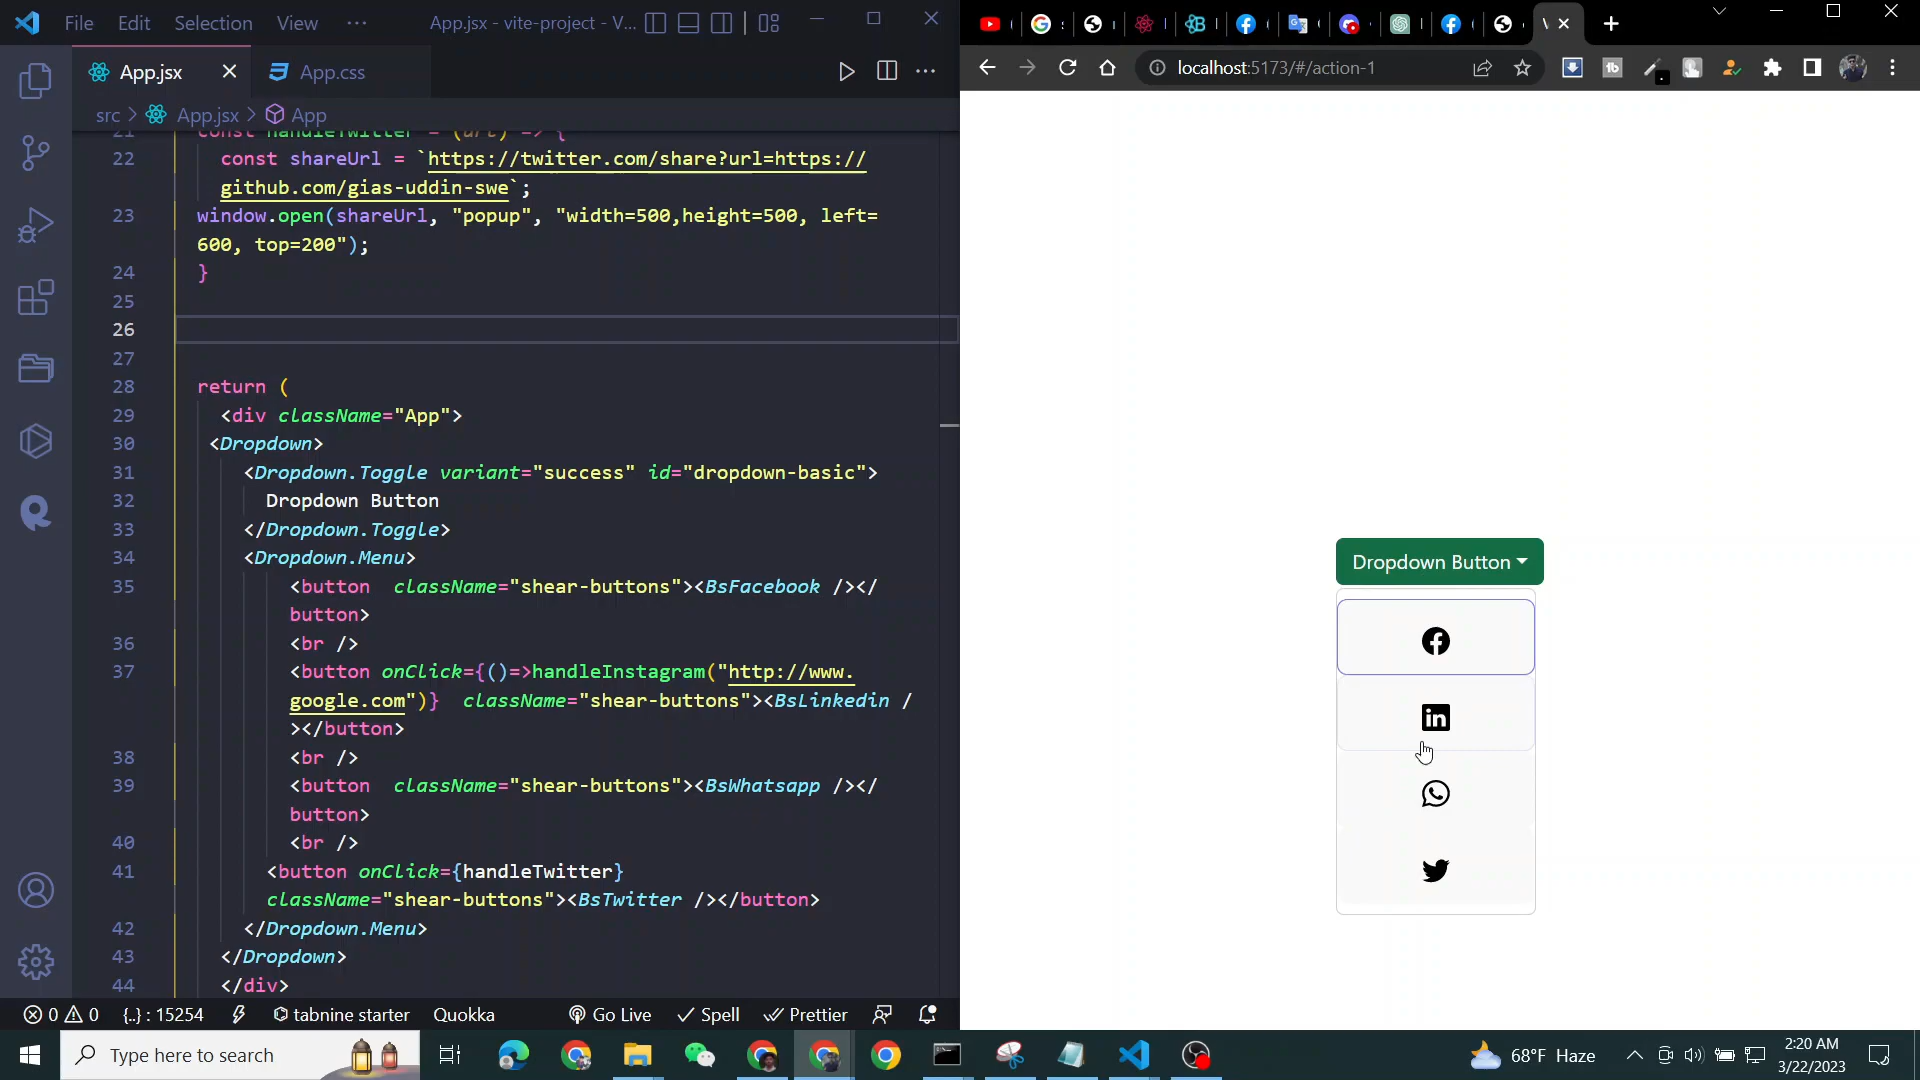 File Edit Selection View ··· App.jsx - vite-project - V...
App.jsx App.css
src > App.jsx > App
21 const handleTwitter = (url) => {
22 const shareUrl = `https://twitter.com/share?url=https://
github.com/gias-uddin-swe`;
23 window.open(shareUrl, "popup", "width=500,height=500, left=
600, top=200");
24 }
25
26
27
28 return (
29 <div className="App">
30 <Dropdown>
31 <Dropdown.Toggle variant="success" id="dropdown-basic">
32 Dropdown Button
33 </Dropdown.Toggle>
34 <Dropdown.Menu>
35 <button className="shear-buttons"><BsFacebook /></
button>
36 <br />
37 <button onClick={()=>handleInstagram("http://www.
google.com")} className="shear-buttons"><BsLinkedin /
></button>
38 <br />
39 <button className="shear-buttons"><BsWhatsapp /></
button>
40 <br />
41 <button onClick={handleTwitter}
className="shear-buttons"><BsTwitter /></button>
42 </Dropdown.Menu>
43 </Dropdown>
44 </div>
0 0 {..} : 15254 tabnine starter Quokka Go Live Spell Prettier
localhost:5173/#/action-1
Dropdown Button
Type here to search
68°F Haze
2:20 AM
3/22/2023